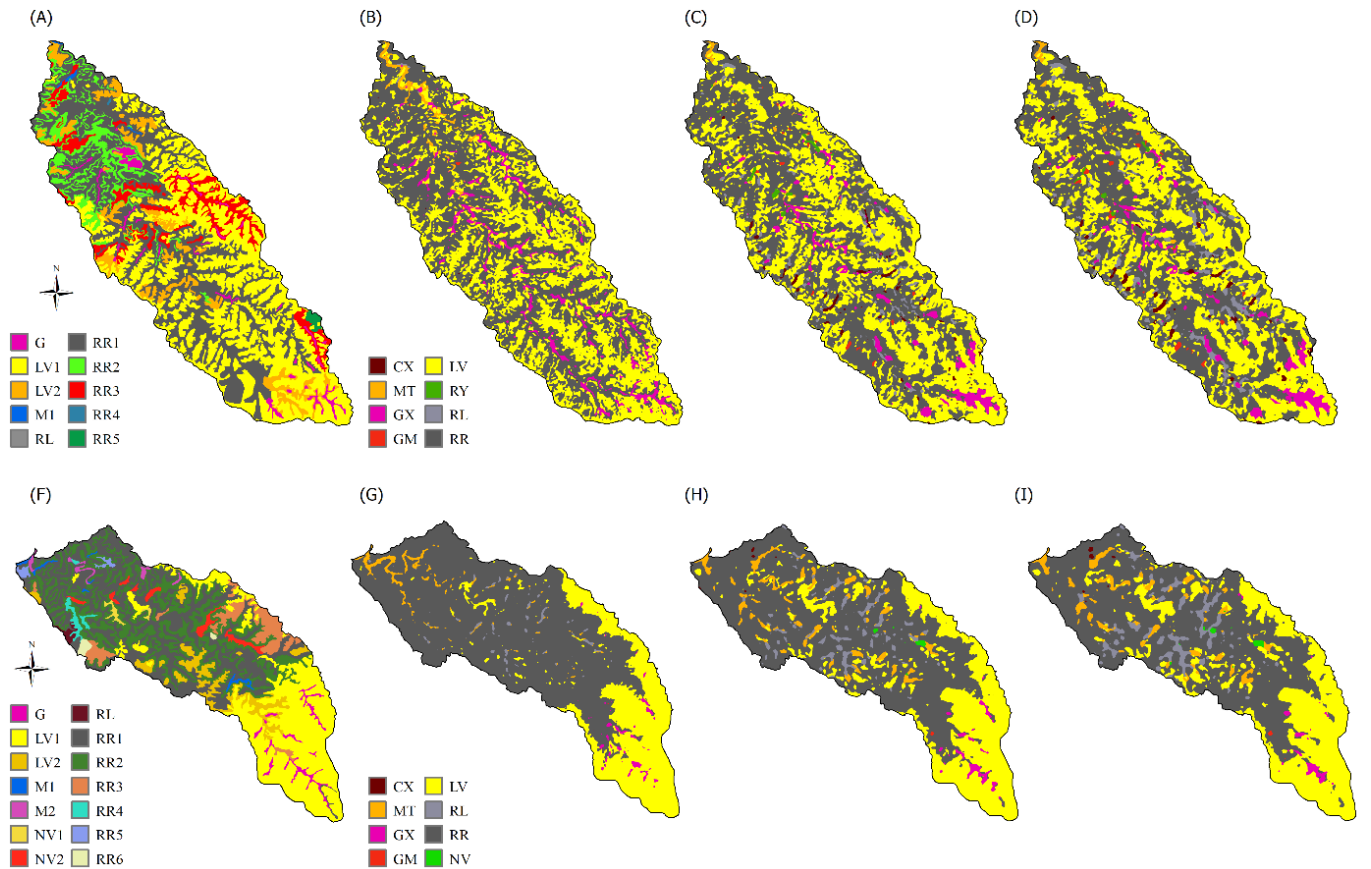 (A) (B) (C) (D)
N
G RR1
LV1 RR2
LV2 RR3
M1 RR4
RL RR5
CX LV
MT RY
GX RL
GM RR
(F) (G) (H) (I)
N
G RL
LV1 RR1
LV2 RR2
M1 RR3
M2 RR4
NV1 RR5
NV2 RR6
CX LV
MT RL
GX RR
GM NV